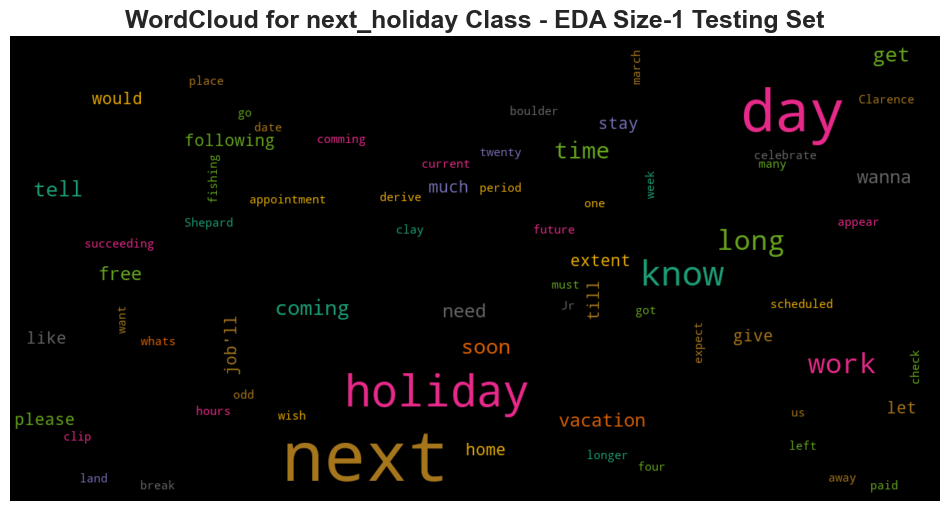 WordCloud for next_holiday Class - EDA Size-1 Testing Set
march
get
place
would
Clarence
day
boulder
go
date
stay
following
comming
time
twenty
celebrate
many
current
fishing
tell
much
period
week
wanna
appointment
derive
one
Shepard
clay
future
appear
succeeding
long
extent
know
free
must
till
Jr
got
scheduled
coming
need
want
like
whats
job'll
soon
expect
give
work
check
holiday
odd
hours
wish
please
clip
vacation
us
let
next
home
left
longer
four
land
break
away
paid